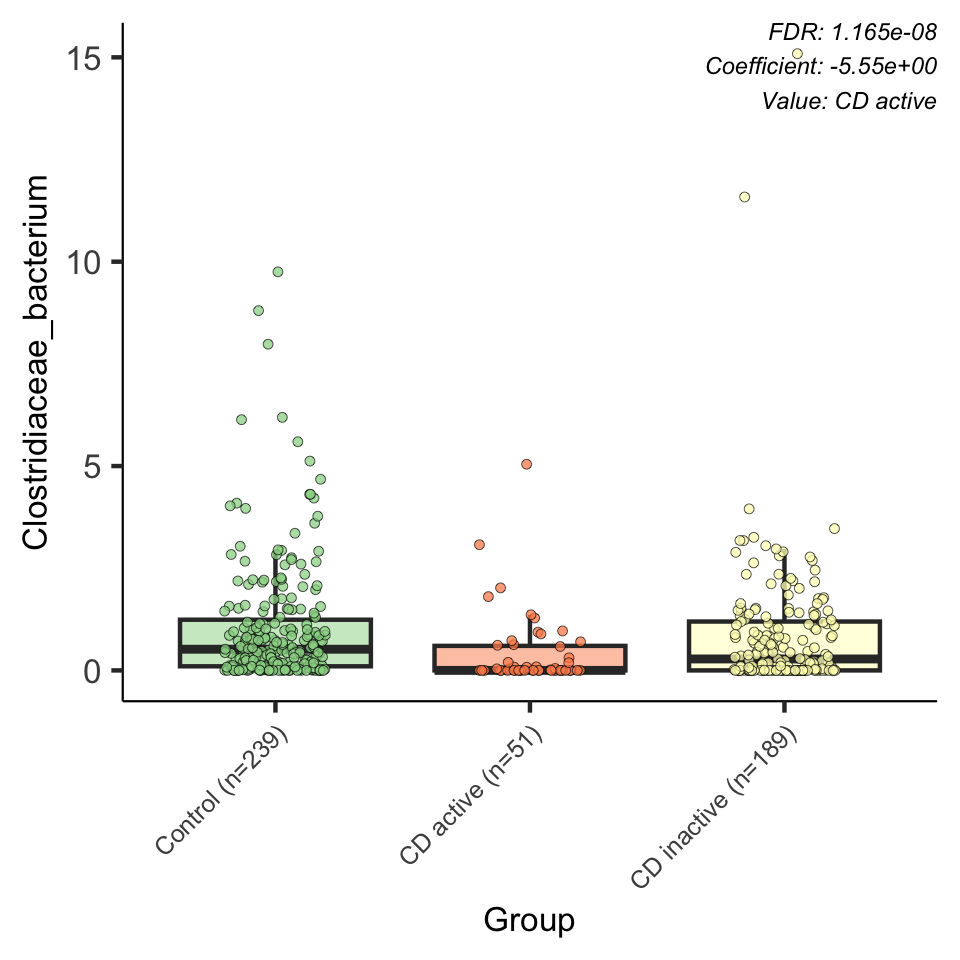 FDR: 1.165e-08
Coefficient: -5.55e+00
Value: CD active
15
10
5
0
Clostridiaceae_bacterium
Control (n=239)
CD active (n=51)
CD inactive (n=189)
Group